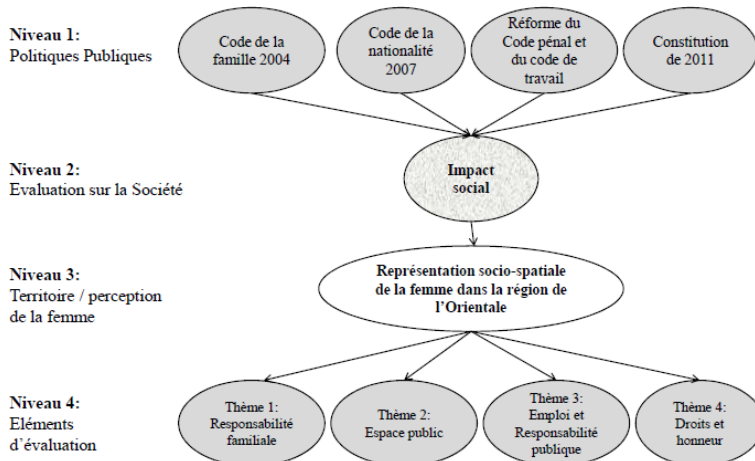 Niveau 1:
Politiques Publiques
Code de la
famille 2004
Code de la
nationalité
2007
Réforme du
Code pénal et
du code de
travail
Constitution
de 2011
Niveau 2:
Evaluation sur la Société
Impact
social
Niveau 3:
Territoire / perception
de la femme
Représentation socio-spatiale
de la femme dans la région de
l'Orientale
Niveau 4:
Eléments
d'évaluation
Thème 1:
Responsabilité
familiale
Thème 2:
Espace public
Thème 3:
Emploi et
Responsabilité
publique
Thème 4:
Droits et
honneur